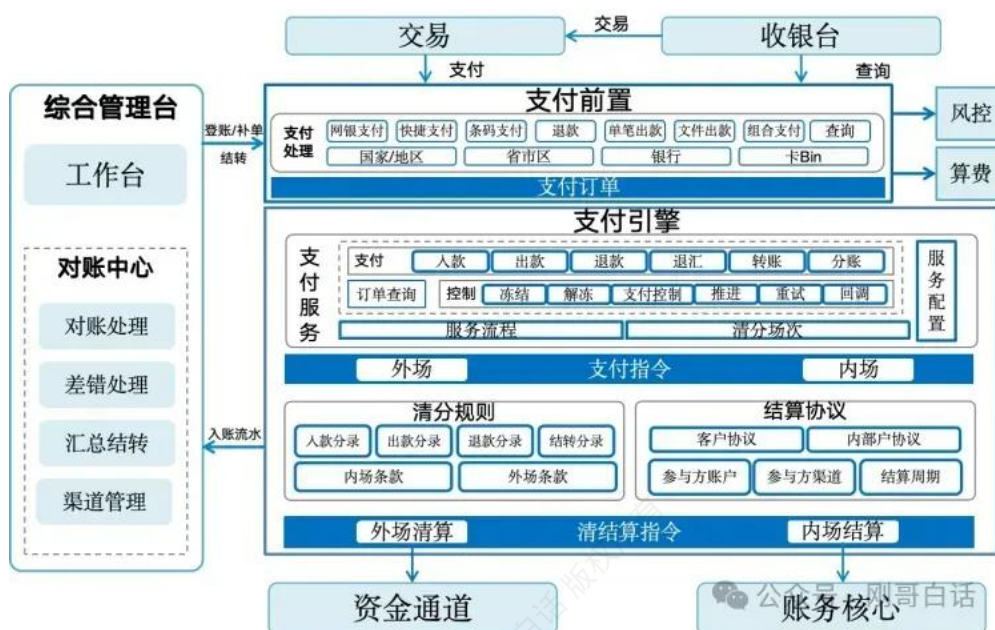 交易
交易
收银台
支付
查询
综合管理台
工作台
登账/补单
结转
支付前置
支付处理
网银支付 快捷支付 条码支付 退款 单笔出款 文件出款 组合支付 查询
国家/地区 省市区 银行 卡Bin
支付订单
风控
算费
支付引擎
支付服务
支付 入款 出款 退款 退汇 转账 分账
订单查询 控制 冻结 解冻 支付控制 推进 重试 回调
服务流程 清分场次
服务配置
外场 支付指令 内场
对账中心
对账处理
差错处理
汇总结转
渠道管理
入账流水
清分规则
入款分录 出款分录 退款分录 结转分录
内场条款 外场条款
结算协议
客户协议 内部户协议
参与方账户 参与方渠道 结算周期
外场清算 清结算指令 内场结算
资金通道
账务核心
公众号 刚哥白话
白话 版权 有